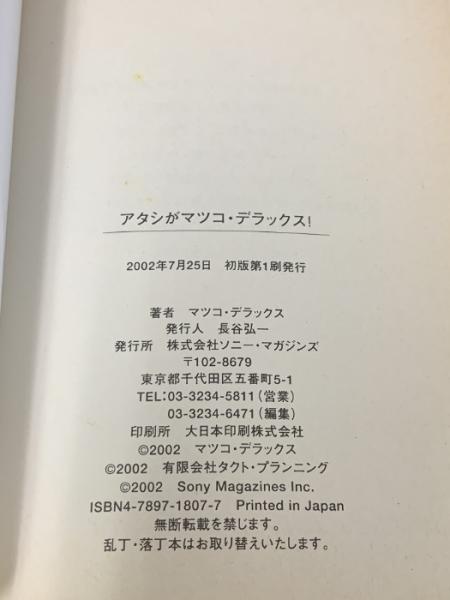 アタシがマツコ・デラックス!
2002年7月25日 初版第1刷発行
著者 マツコ・デラックス
発行人 長谷弘一
発行所 株式会社ソニー・マガジンズ
〒102-8679
東京都千代田区五番町5-1
TEL:03-3234-5811(営業)
03-3234-6471(編集)
印刷所 大日本印刷株式会社
©2002 マツコ・デラックス
©2002 有限会社タクト・プランニング
©2002 Sony Magazines Inc.
ISBN4-7897-1807-7 Printed in Japan
無断転載を禁じます。
乱丁・落丁本はお取り替えいたします。